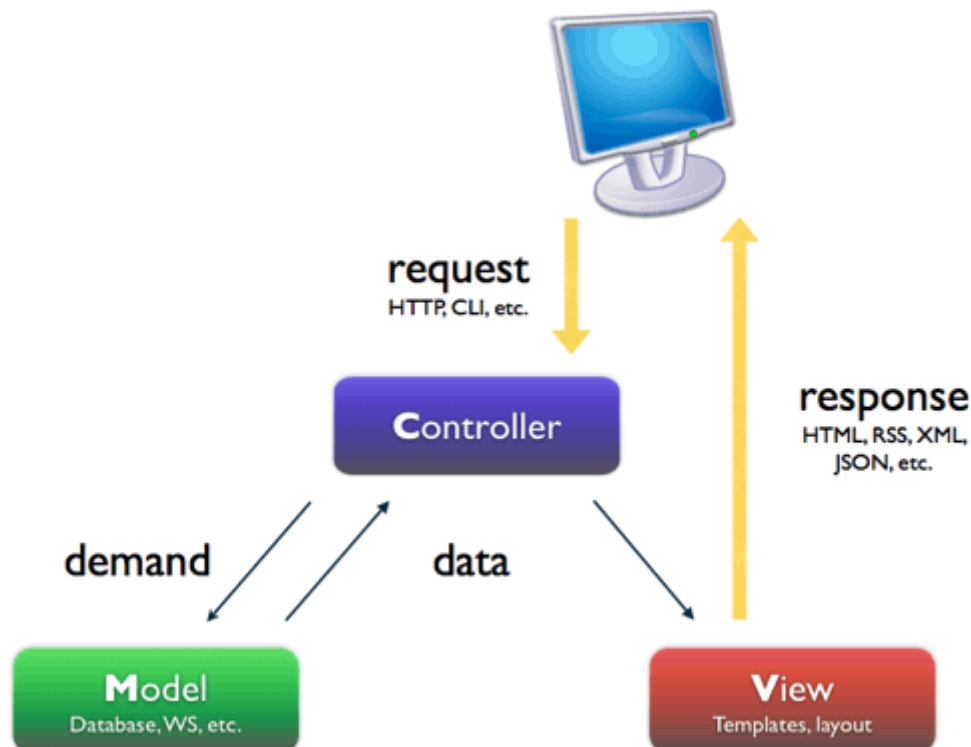 request
HTTP, CLI, etc.
Controller
response
HTML, RSS, XML,
JSON, etc.
demand
data
Model
Database, WS, etc.
View
Templates, layout